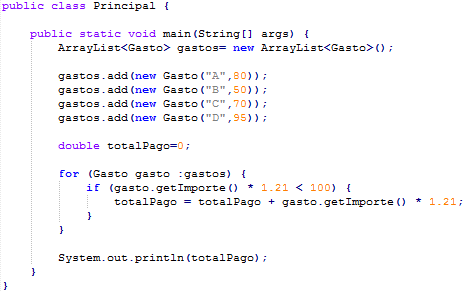 public class Principal {
public static void main(String[] args) {
ArrayList<Gasto> gastos= new ArrayList<Gasto>();
gastos.add(new Gasto("A",80));
gastos.add(new Gasto("B",50));
gastos.add(new Gasto("C",70));
gastos.add(new Gasto("D",95));
double totalPago=0;
for (Gasto gasto :gastos) {
if (gasto.getImporte() * 1.21 < 100) {
totalPago = totalPago + gasto.getImporte() * 1.21;
}
}
System.out.println(totalPago);
}
}